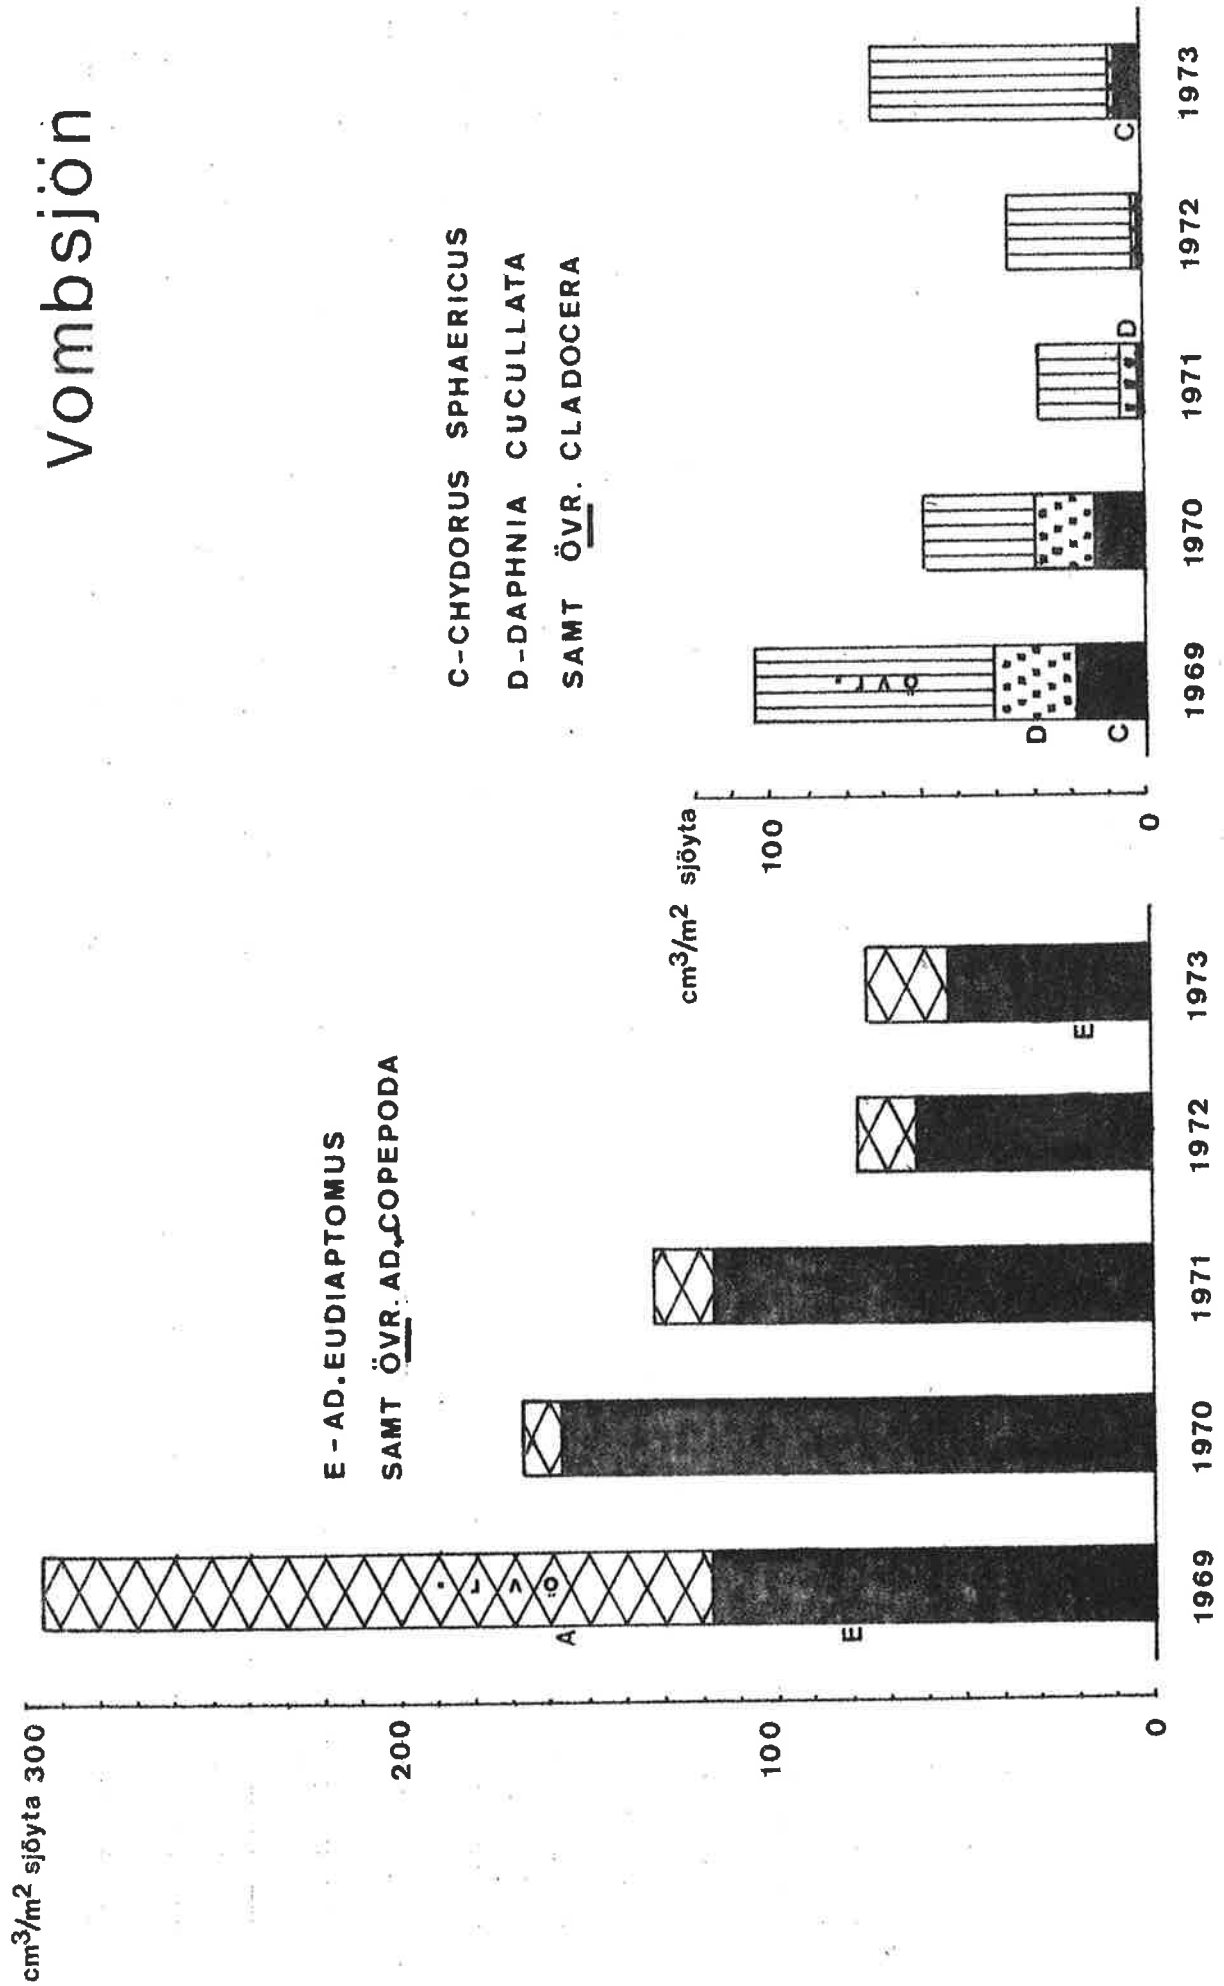 Vombsjön
cm³/m² sjöyta
300
200
100
0
E-AD.EUDIAPTOMUS
SAMT ÖVR.AD.COPEPODA
A
E
övr.
E
1969 1970 1971 1972 1973
cm³/m² sjöyta
100
0
C-CHYDORUS SPHAERICUS
D-DAPHNIA CUCULLATA
SAMT ÖVR. CLADOCERA
övr.
D
C
D
C
1969 1970 1971 1972 1973